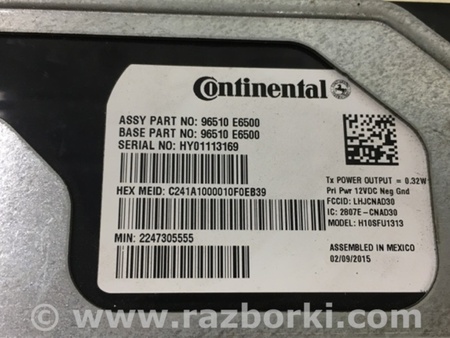 Continental
ASSY PART NO: 96510 E6500
BASE PART NO: 96510 E6500
SERIAL NO: HY01113169
HEX MEID: C241A1000010F0EB39
MIN: 2247305555
Tx POWER OUTPUT = 0.32W
Pri Pwr 12VDC Neg Gnd
FCCID: LHJCNAD30
IC: 2807E-CNAD30
MODEL: H10SFU1313
ASSEMBLED IN MEXICO
02/09/2015
www.razborki.com